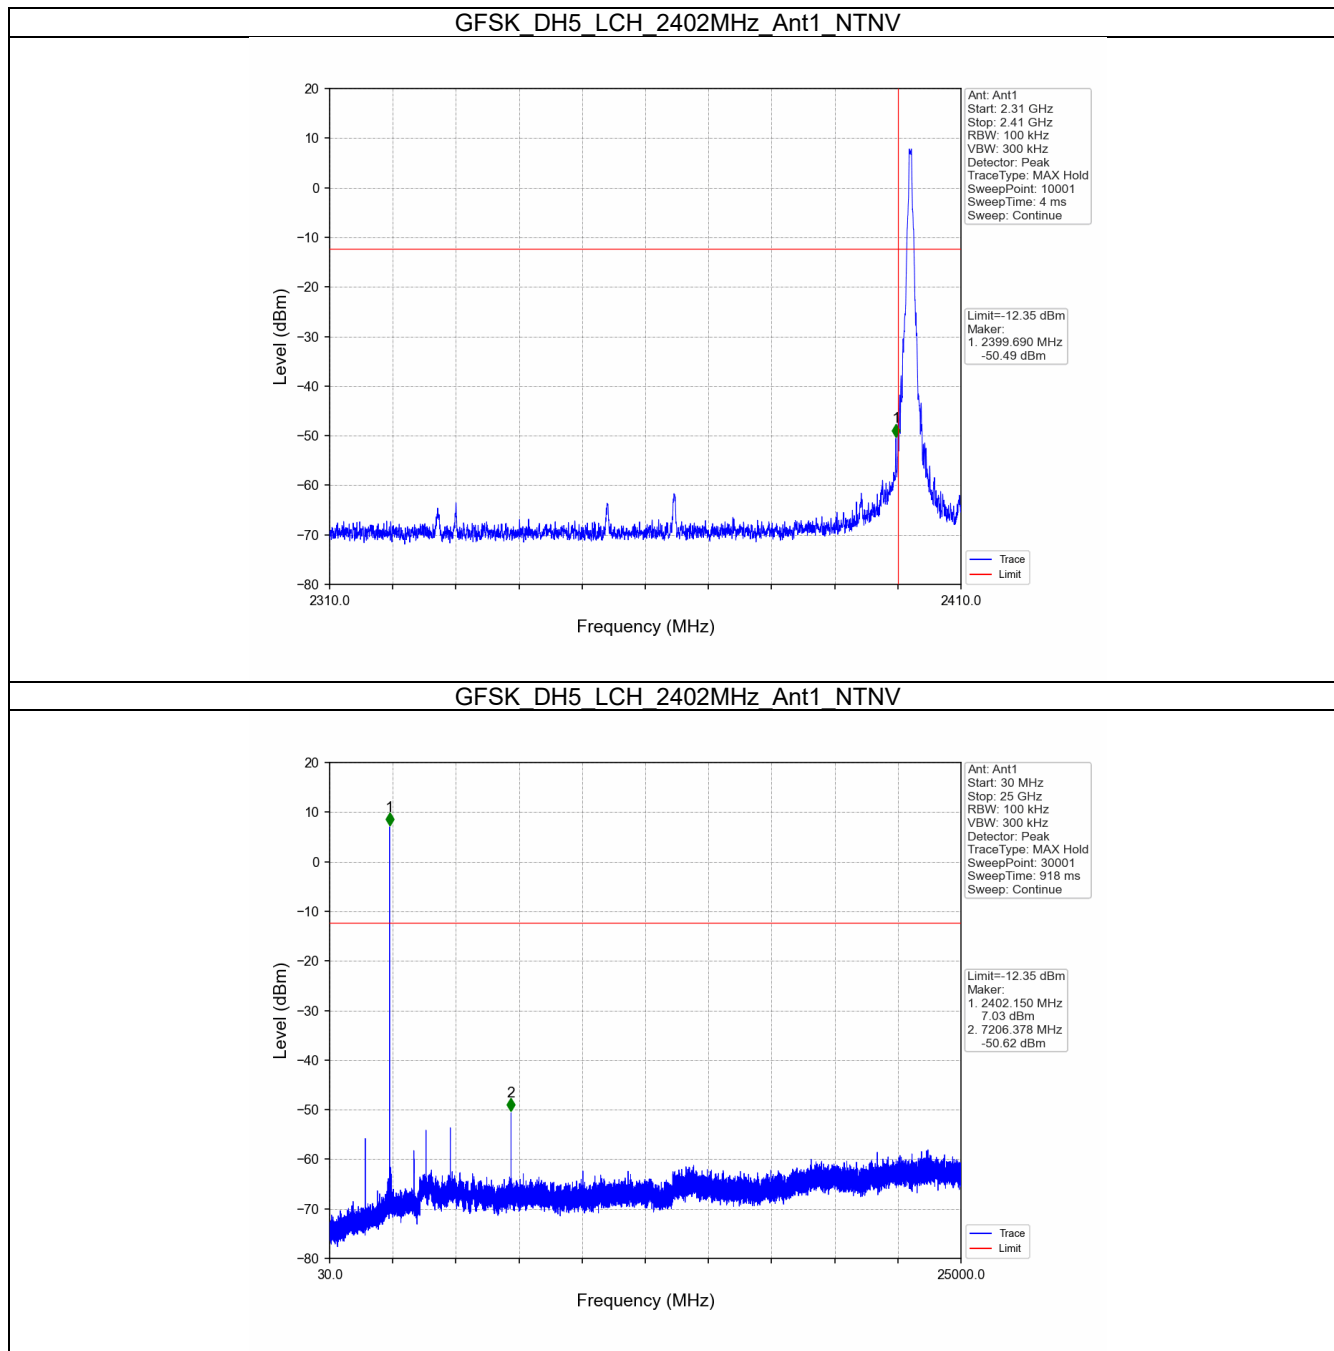 GFSK_DH5_LCH_2402MHz_Ant1_NTNV
20
10
0
−10
−20
−30
−40
−50
−60
−70
−80
Level (dBm)
2310.0
2410.0
Frequency (MHz)
1
Ant: Ant1
Start: 2.31 GHz
Stop: 2.41 GHz
RBW: 100 kHz
VBW: 300 kHz
Detector: Peak
TraceType: MAX Hold
SweepPoint: 10001
SweepTime: 4 ms
Sweep: Continue
Limit=-12.35 dBm
Maker:
1. 2399.690 MHz
-50.49 dBm
Trace
Limit
GFSK_DH5_LCH_2402MHz_Ant1_NTNV
20
10
0
−10
−20
−30
−40
−50
−60
−70
−80
Level (dBm)
30.0
25000.0
Frequency (MHz)
1
2
Ant: Ant1
Start: 30 MHz
Stop: 25 GHz
RBW: 100 kHz
VBW: 300 kHz
Detector: Peak
TraceType: MAX Hold
SweepPoint: 30001
SweepTime: 918 ms
Sweep: Continue
Limit=-12.35 dBm
Maker:
1. 2402.150 MHz
7.03 dBm
2. 7206.378 MHz
-50.62 dBm
Trace
Limit